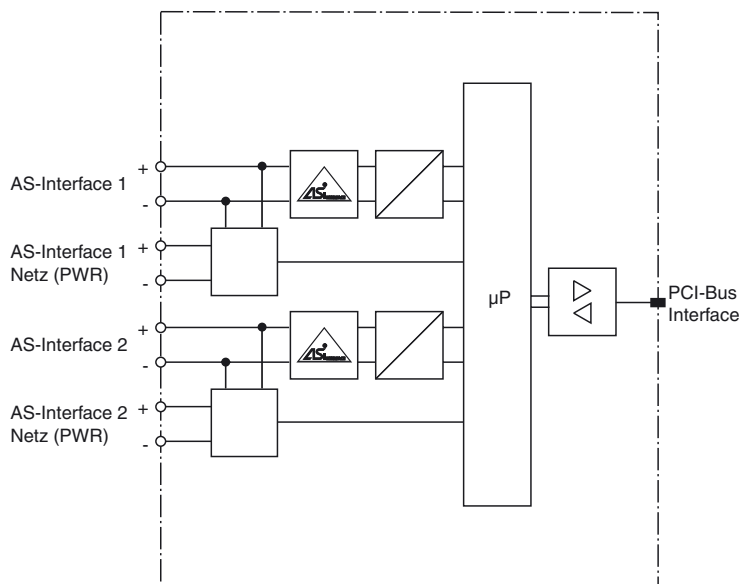 AS-Interface 1
+
-
AS-Interface 1
Netz (PWR)
+
-
AS-Interface 2
+
-
AS-Interface 2
Netz (PWR)
+
-
µP
PCI-Bus
Interface